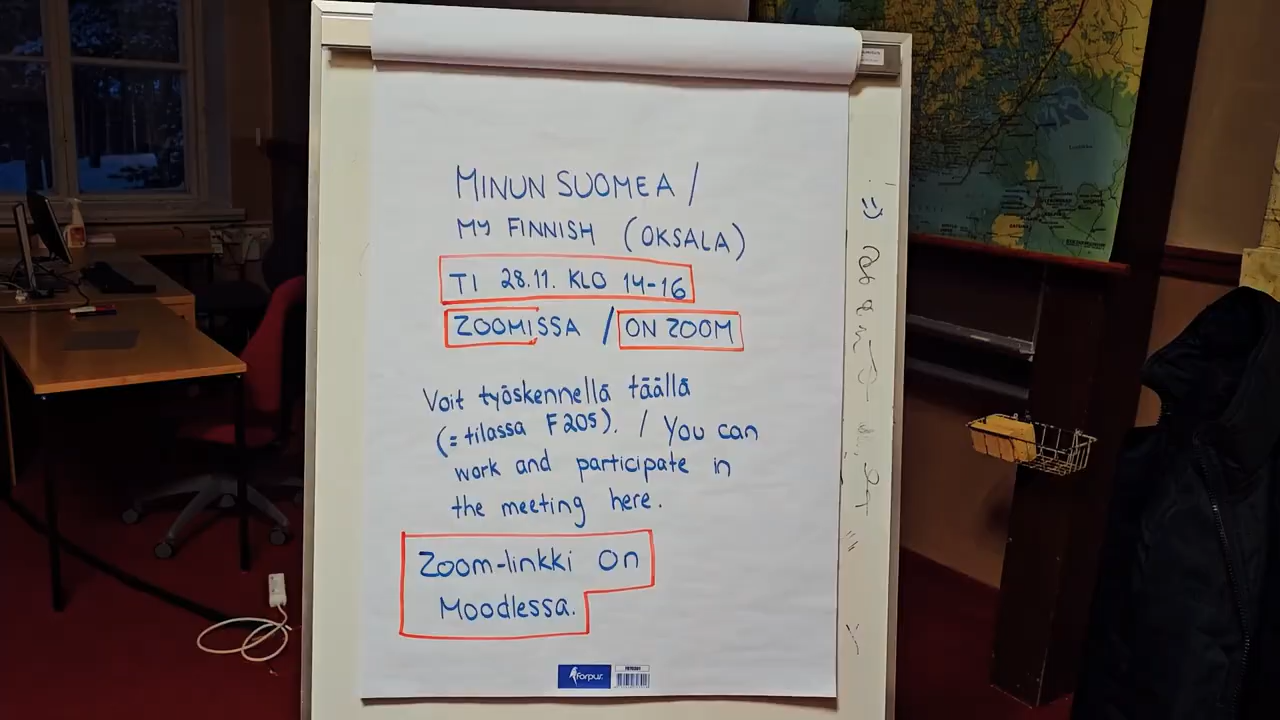 MINUN SUOMEA /
MY FINNISH (OKSALA)
TI 28.11. KLO 14-16
ZOOMISSA / ON ZOOM
Voit työskennellä täällä
(= tilassa F205). / You can
work and participate in
the meeting here.
Zoom-linkki on
Moodlessa.
forpus